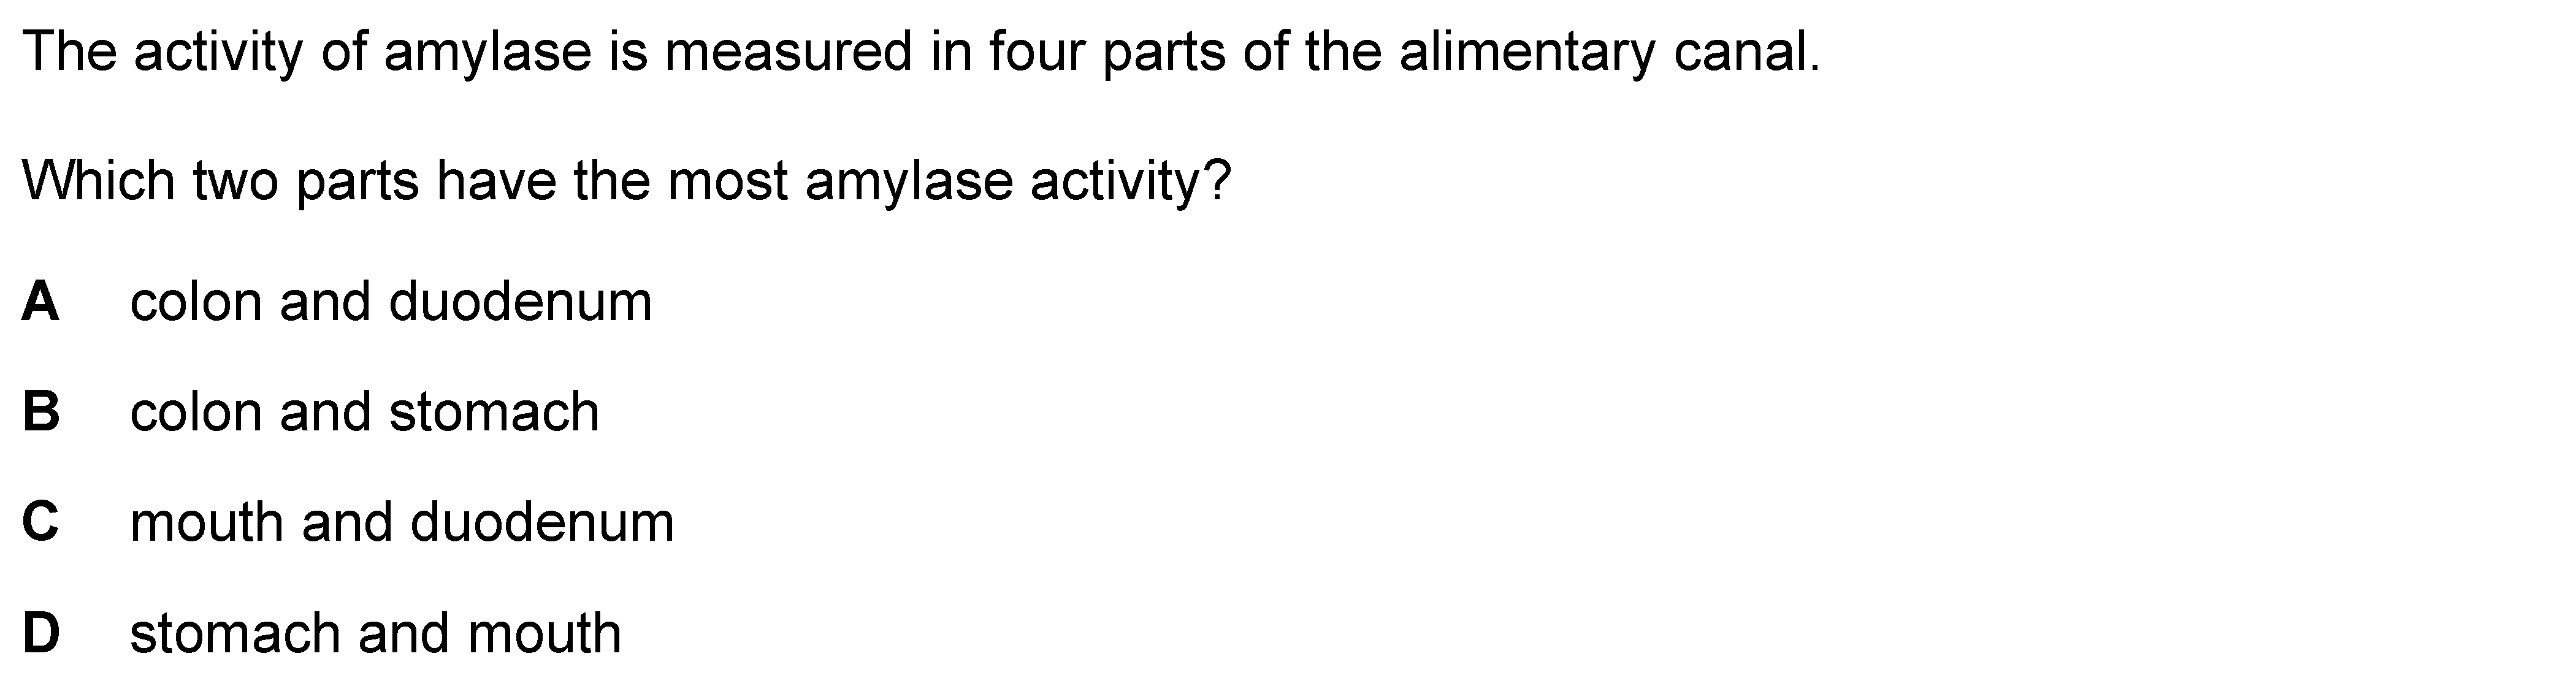 The activity of amylase is measured in four parts of the alimentary canal.
Which two parts have the most amylase activity?
A colon and duodenum
B colon and stomach
C mouth and duodenum
D stomach and mouth